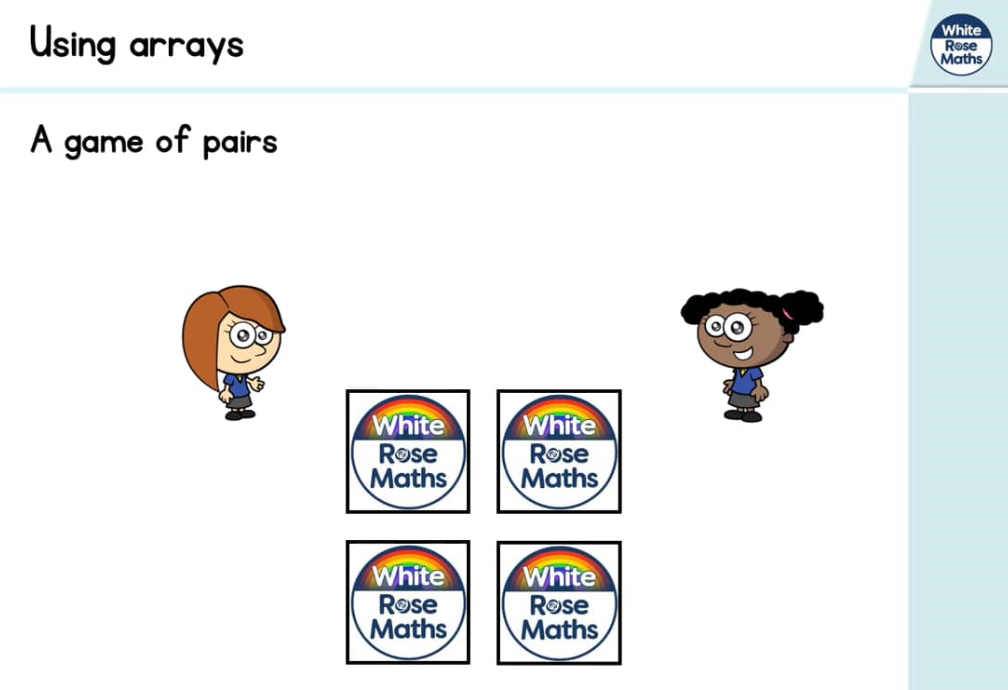 Using arrays
White
Rose
Maths
A game of pairs
White
Rose
Maths
White
Rose
Maths
White
Rose
Maths
White
Rose
Maths